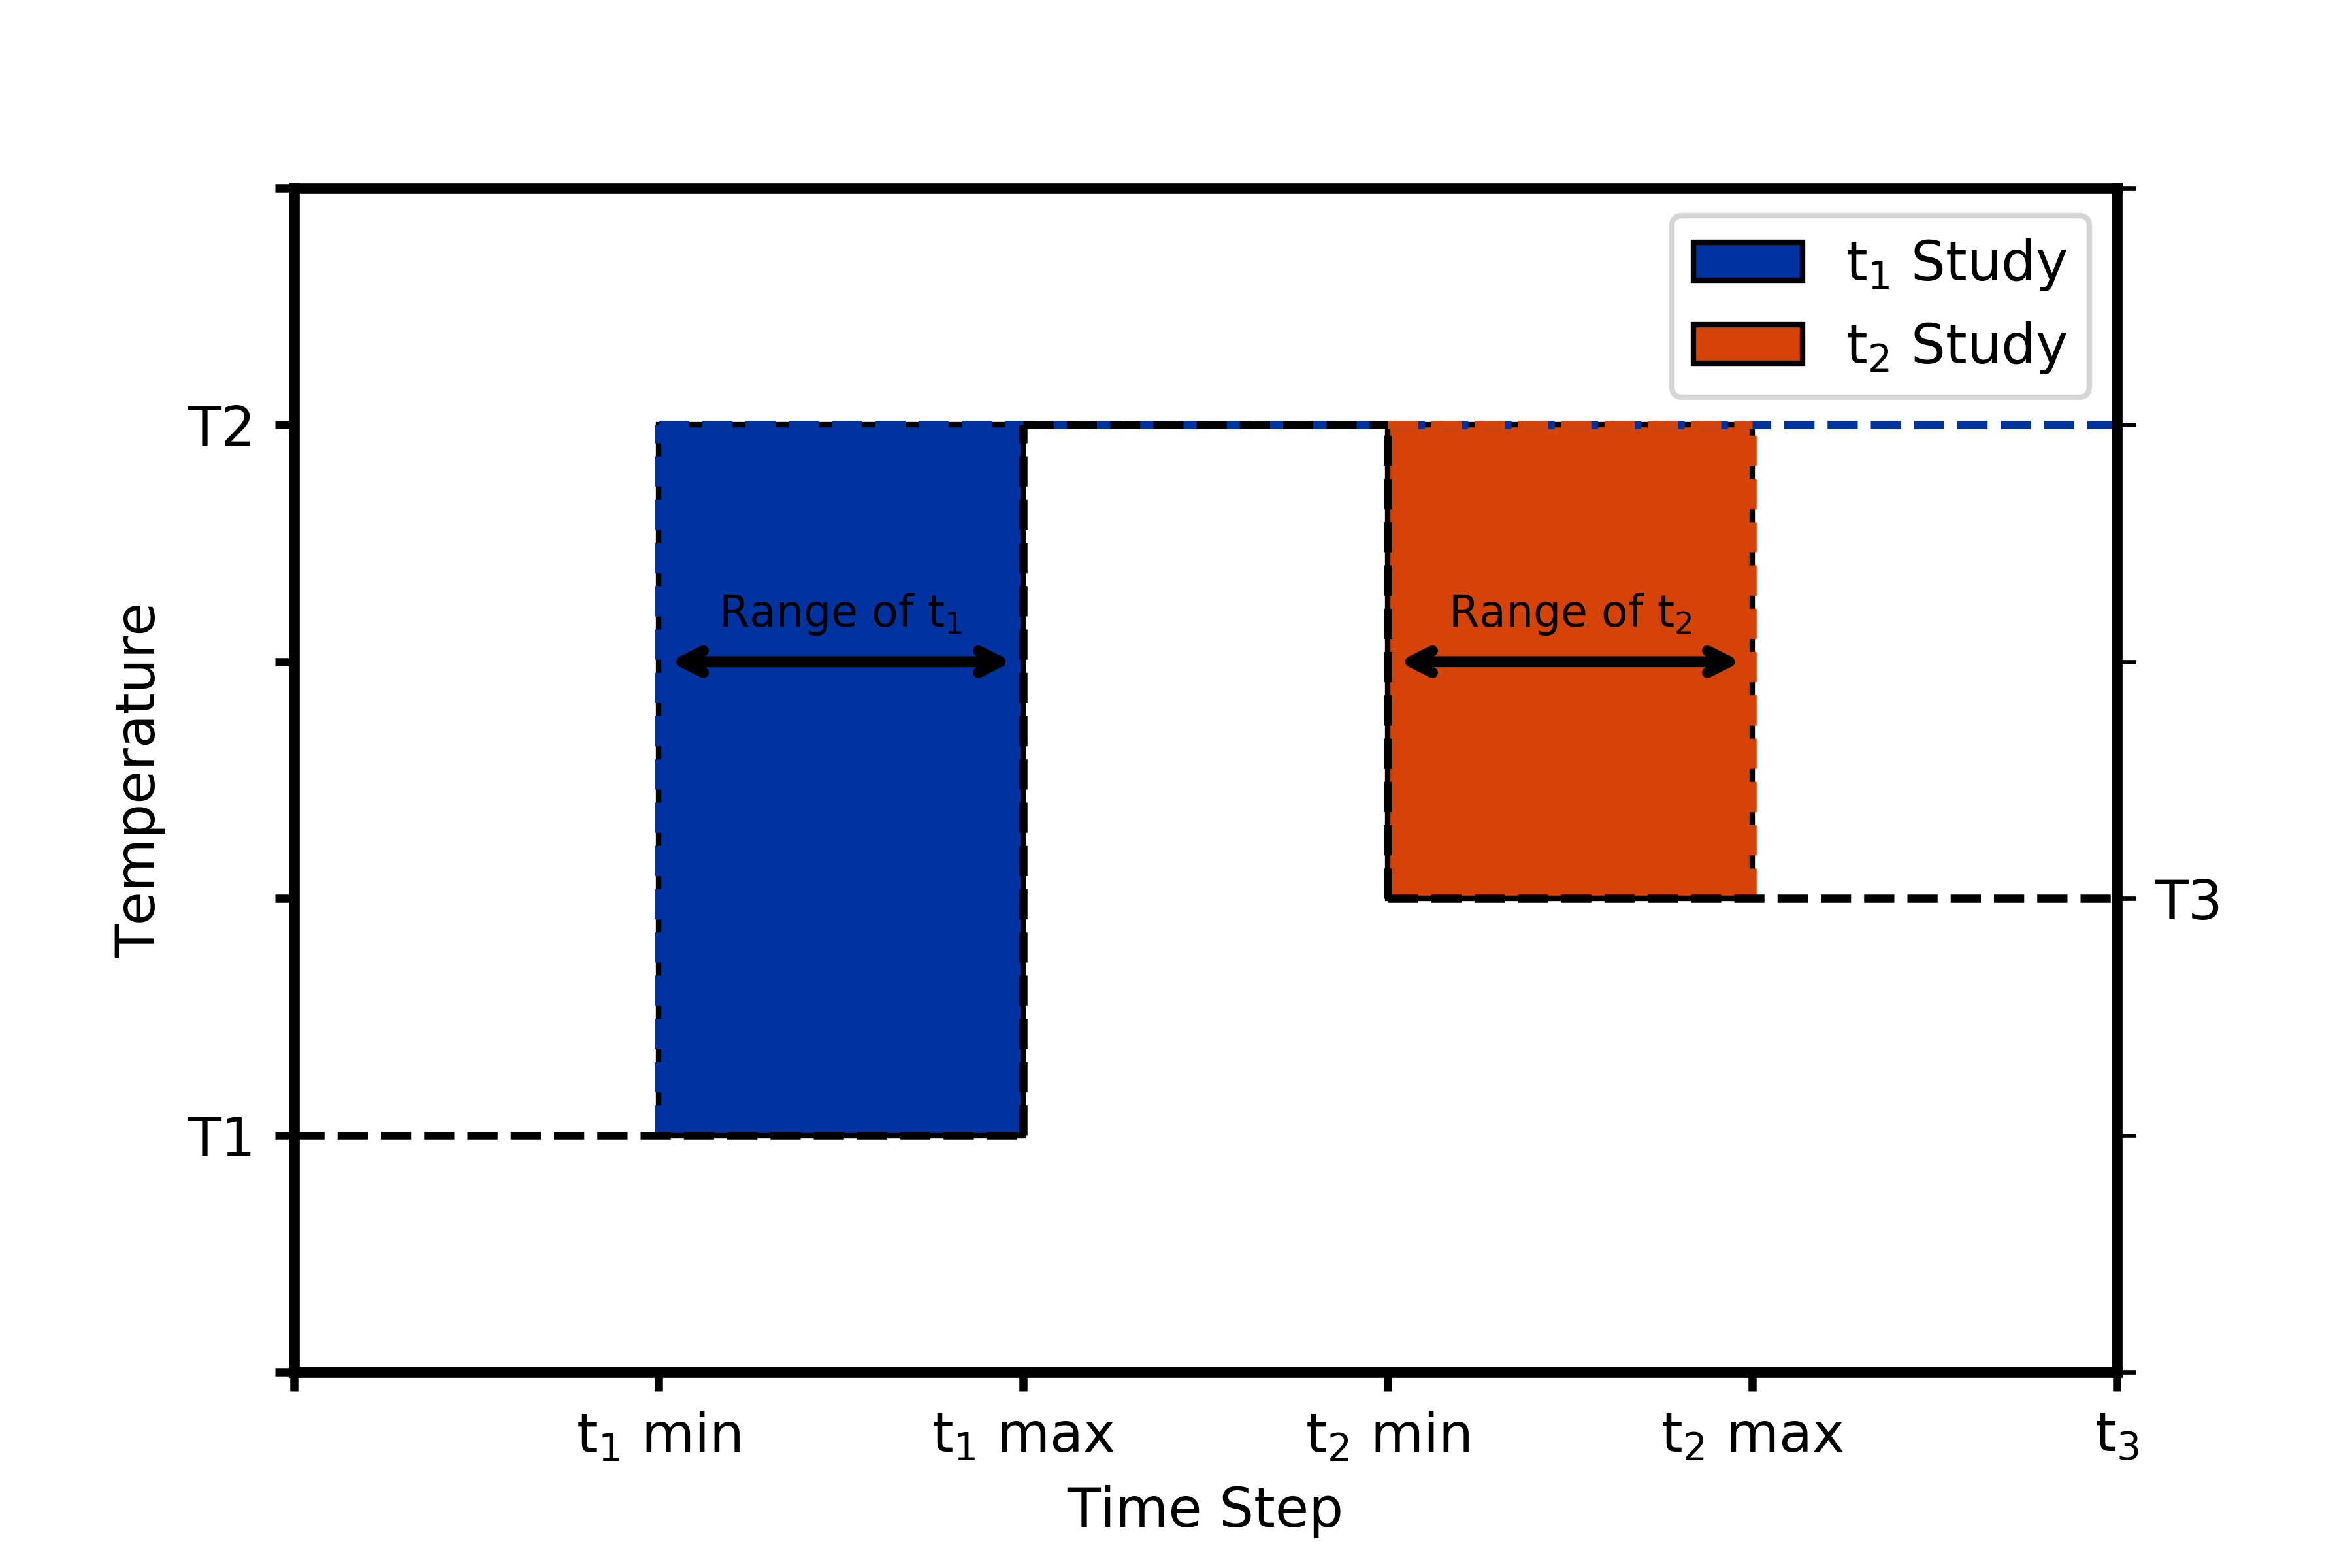 t₁ Study
t₂ Study
T2
Range of t₁
Range of t₂
Temperature
T3
T1
t₁ min
t₁ max
t₂ min
t₂ max
t₃
Time Step